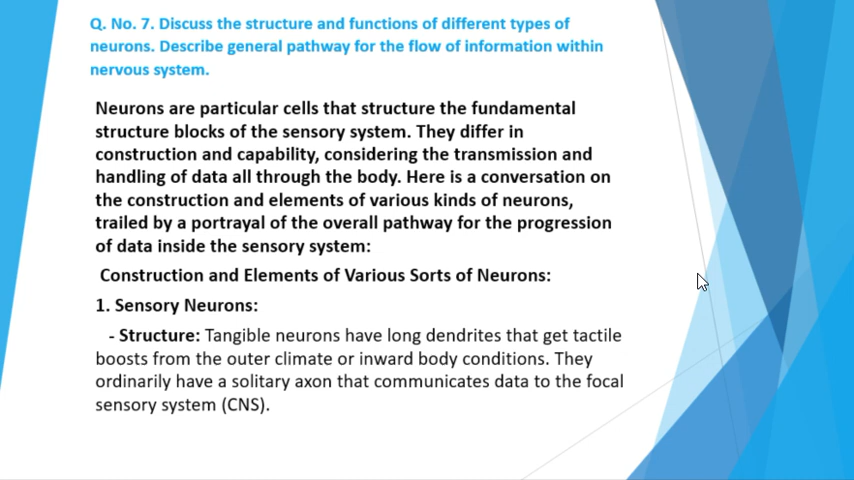 Q. No. 7. Discuss the structure and functions of different types of
neurons. Describe general pathway for the flow of information within
nervous system.
Neurons are particular cells that structure the fundamental
structure blocks of the sensory system. They differ in
construction and capability, considering the transmission and
handling of data all through the body. Here is a conversation on
the construction and elements of various kinds of neurons,
trailed by a portrayal of the overall pathway for the progression
of data inside the sensory system:
Construction and Elements of Various Sorts of Neurons:
1. Sensory Neurons:
- Structure: Tangible neurons have long dendrites that get tactile
boosts from the outer climate or inward body conditions. They
ordinarily have a solitary axon that communicates data to the focal
sensory system (CNS).